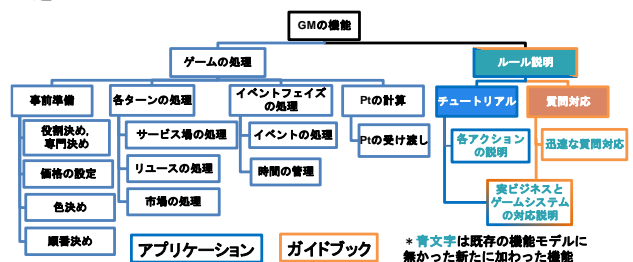 GMの機能
ゲームの処理
ルール説明
事前準備
各ターンの処理
イベントフェイズ
の処理
Ptの計算
チュートリアル
質問対応
役割決め,
専門決め
サービス場の処理
イベントの処理
Ptの受け渡し
各アクション
の説明
迅速な質問対応
価格の設定
リユースの処理
時間の管理
色決め
市場の処理
実ビジネスと
ゲームシステム
の対応説明
順番決め
アプリケーション
ガイドブック
＊青文字は既存の機能モデルに
無かった新たに加わった機能